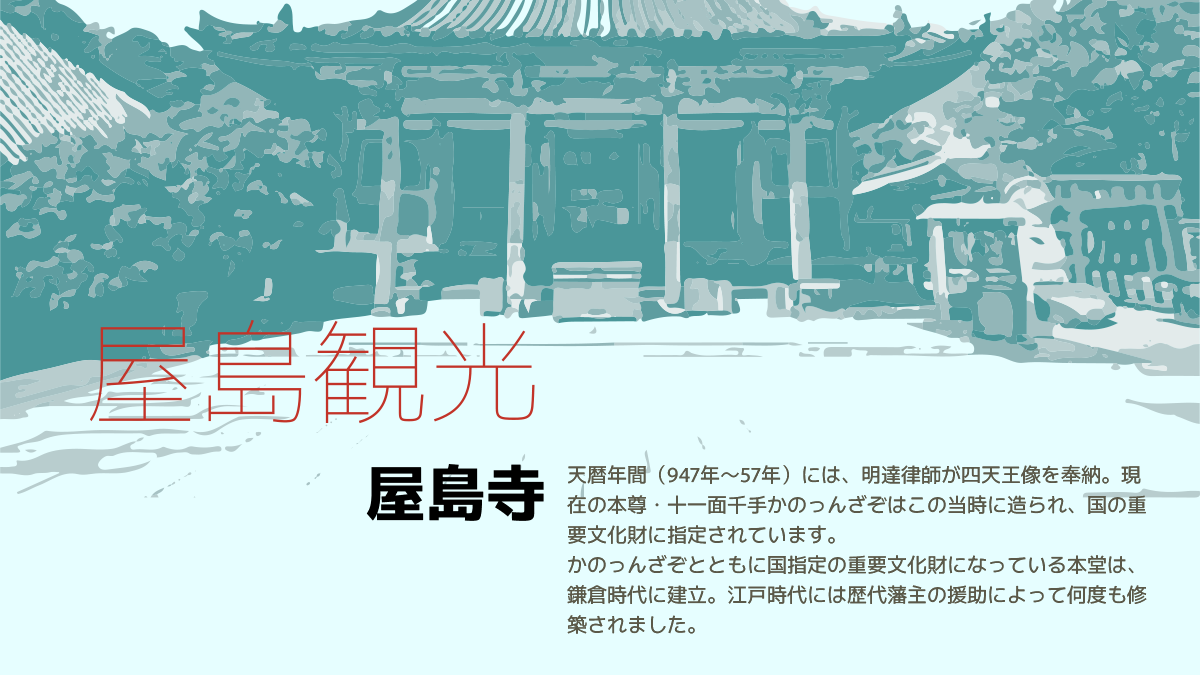 屋島観光
屋島寺
天暦年間（947年〜57年）には、明達律師が四天王像を奉納。現
在の本尊・十一面千手かのっんざぞはこの当時に造られ、国の重
要文化財に指定されています。
かのっんざぞとともに国指定の重要文化財になっている本堂は、
鎌倉時代に建立。江戸時代には歴代藩主の援助によって何度も修
築されました。